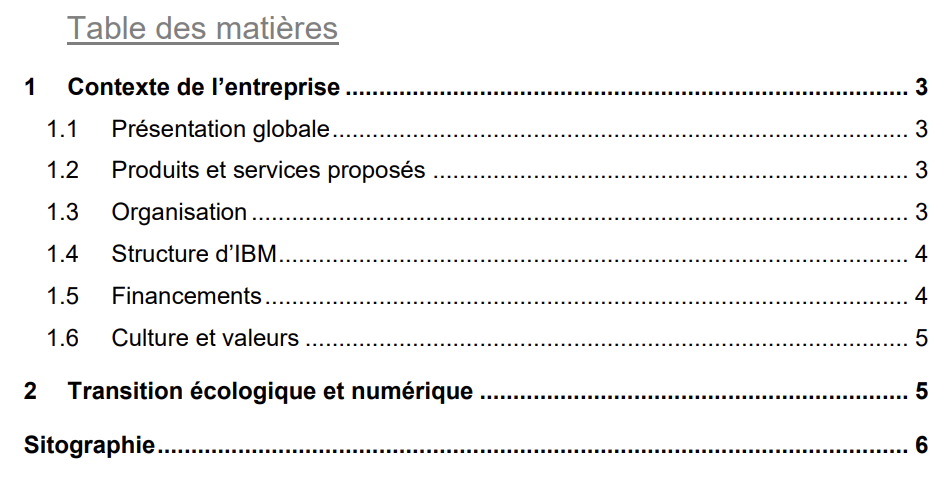 Table des matières
1 Contexte de l’entreprise ........ 3
1.1 Présentation globale ........ 3
1.2 Produits et services proposés ........ 3
1.3 Organisation ........ 3
1.4 Structure d’IBM ........ 4
1.5 Financements ........ 4
1.6 Culture et valeurs ........ 5
2 Transition écologique et numérique ........ 5
Sitographie ........ 6